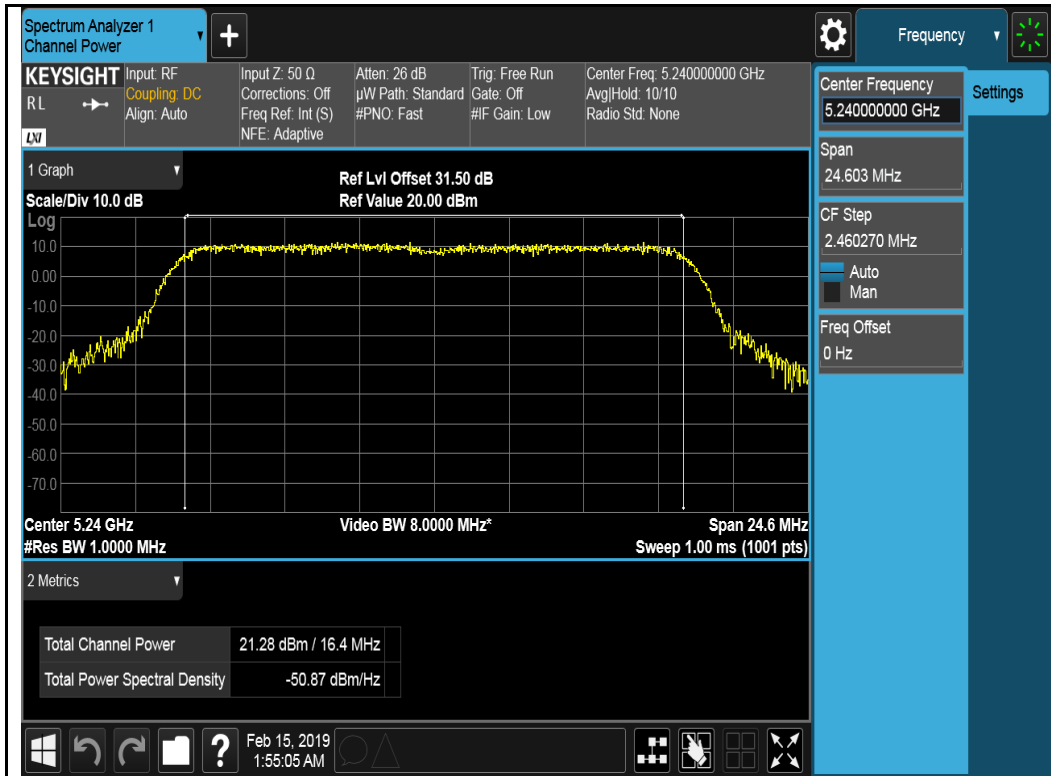 Spectrum Analyzer 1
Channel Power
+
Frequency
KEYSIGHT
R L
LXI
Input: RF
Coupling: DC
Align: Auto
Input Z: 50 Ω
Corrections: Off
Freq Ref: Int (S)
NFE: Adaptive
Atten: 26 dB
µW Path: Standard
#PNO: Fast
Trig: Free Run
Gate: Off
#IF Gain: Low
Center Freq: 5.240000000 GHz
Avg|Hold: 10/10
Radio Std: None
Center Frequency
5.240000000 GHz
Settings
Span
24.603 MHz
CF Step
2.460270 MHz
Auto
Man
Freq Offset
0 Hz
1 Graph
Ref Lvl Offset 31.50 dB
Scale/Div 10.0 dB
Ref Value 20.00 dBm
Log
10.0
0.00
-10.0
-20.0
-30.0
-40.0
-50.0
-60.0
-70.0
Center 5.24 GHz
Video BW 8.0000 MHz*
Span 24.6 MHz
#Res BW 1.0000 MHz
Sweep 1.00 ms (1001 pts)
2 Metrics
Total Channel Power
21.28 dBm / 16.4 MHz
Total Power Spectral Density
-50.87 dBm/Hz
?
Feb 15, 2019
1:55:05 AM